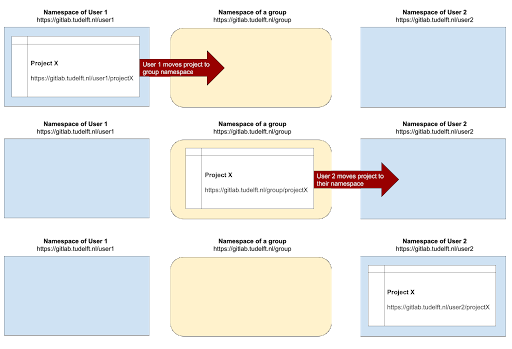 Namespace of User 1
https://gitlab.tudelft.nl/user1
Namespace of a group
https://gitlab.tudelft.nl/group
Namespace of User 2
https://gitlab.tudelft.nl/user2
Project X
https://gitlab.tudelft.nl/user1/projectX
User 1 moves project to
group namespace
Namespace of User 1
https://gitlab.tudelft.nl/user1
Namespace of a group
https://gitlab.tudelft.nl/group
Namespace of User 2
https://gitlab.tudelft.nl/user2
Project X
https://gitlab.tudelft.nl/group/projectX
User 2 moves project to
their namespace
Namespace of User 1
https://gitlab.tudelft.nl/user1
Namespace of a group
https://gitlab.tudelft.nl/group
Namespace of User 2
https://gitlab.tudelft.nl/user2
Project X
https://gitlab.tudelft.nl/user2/projectX